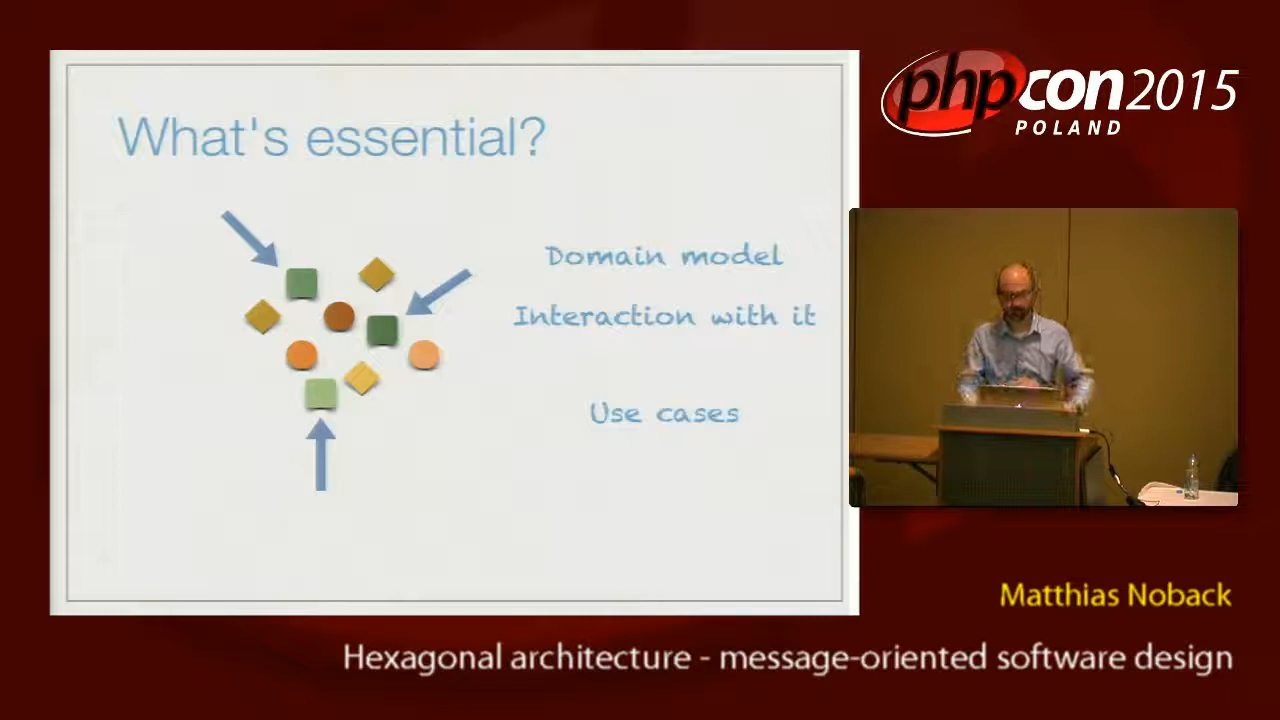 What's essential?
Domain model
Interaction with it
Use cases
phpcon2015
POLAND
Matthias Noback
Hexagonal architecture - message-oriented software design